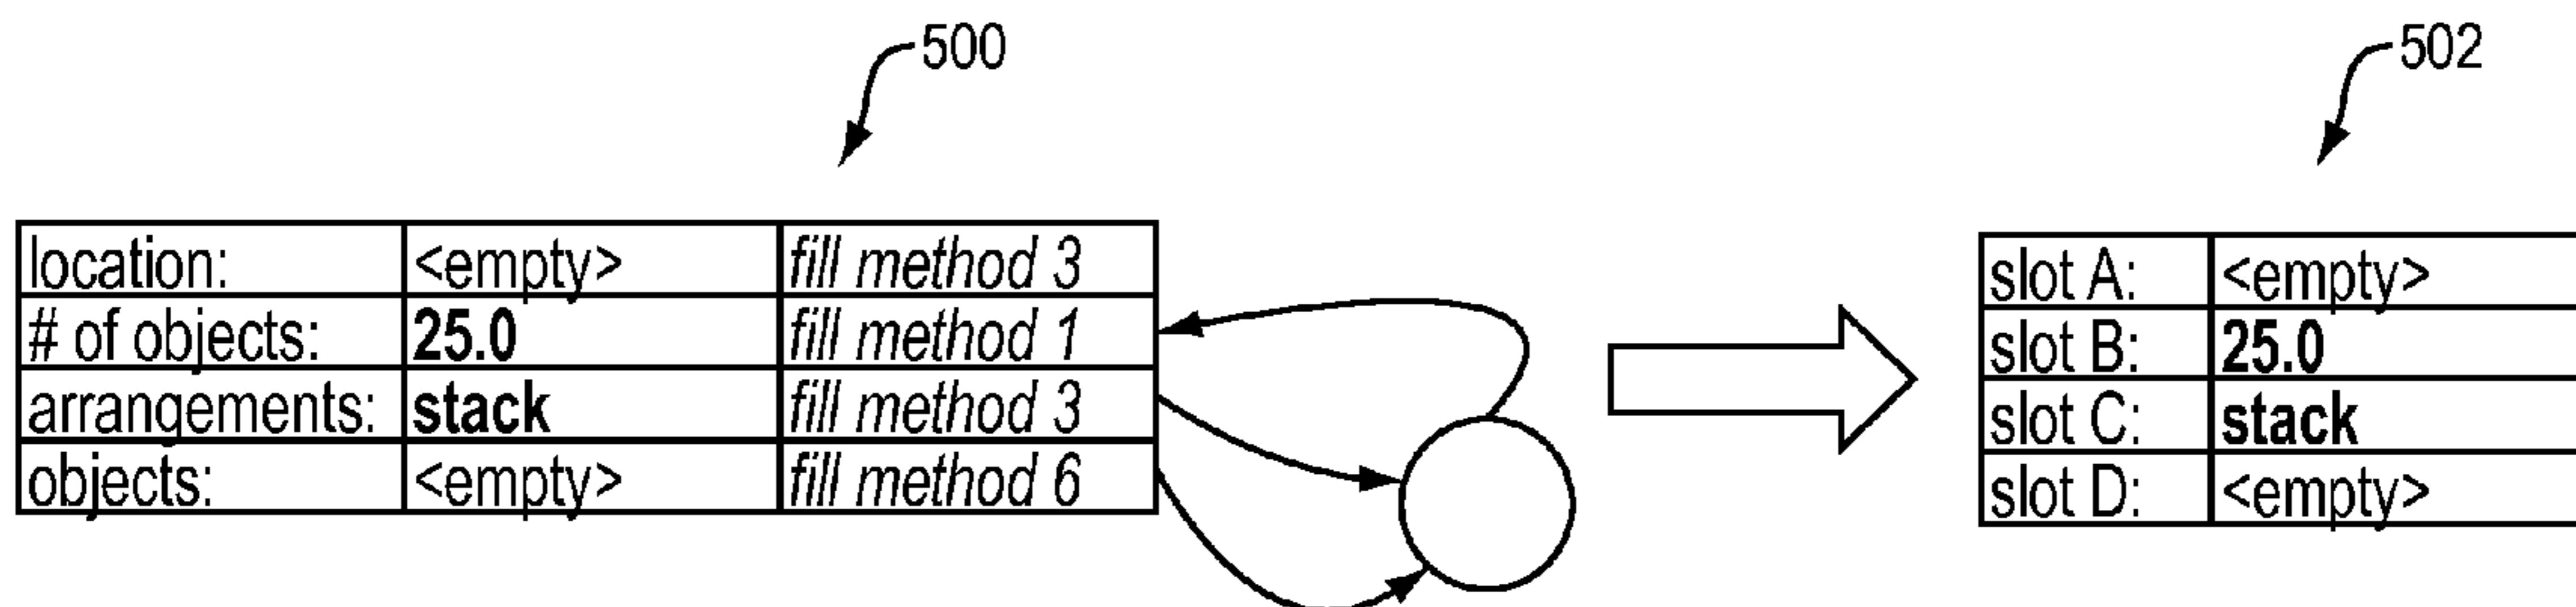 500
502
location: <empty> fill method 3
# of objects: 25.0 fill method 1
arrangements: stack fill method 3
objects: <empty> fill method 6
slot A: <empty>
slot B: 25.0
slot C: stack
slot D: <empty>